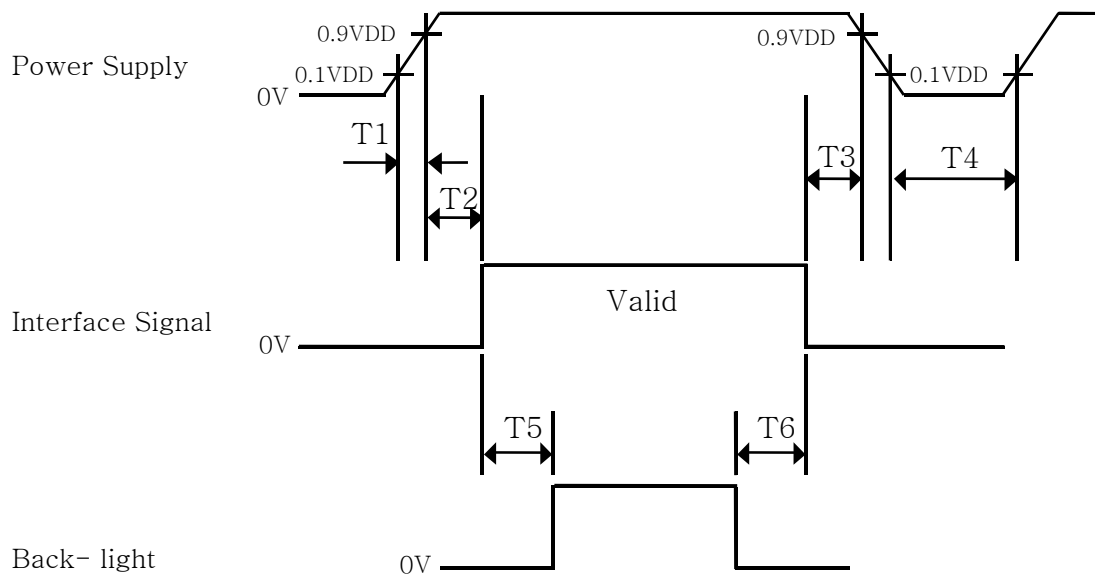 0.9VDD
0.9VDD
Power Supply
0.1VDD
0.1VDD
0V
T1
T3
T4
T2
Valid
Interface Signal
0V
T5
T6
Back- light
0V